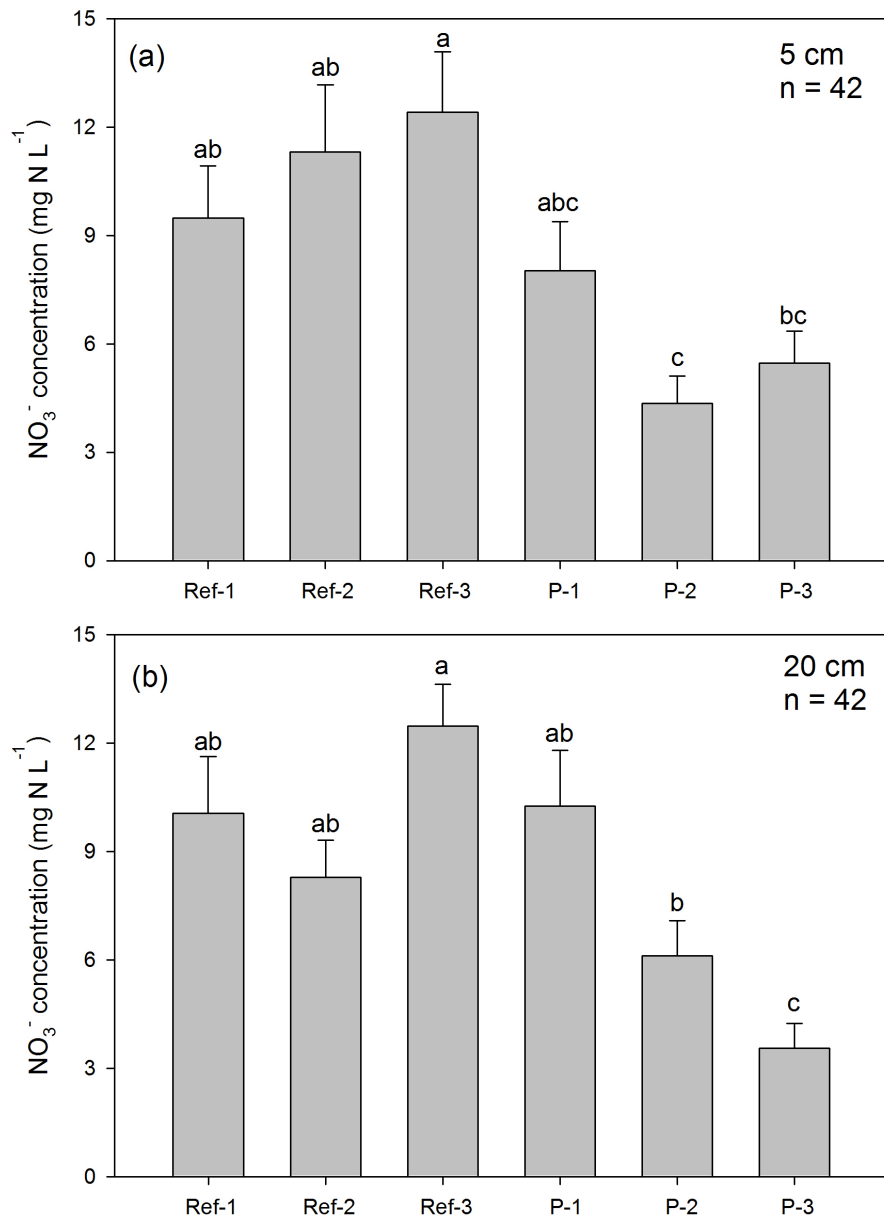 15
(a)
a
5 cm
n = 42
ab
12
ab
abc
9
bc
6
c
3
0
NO₃⁻ concentration (mg N L⁻¹)
Ref-1 Ref-2 Ref-3 P-1 P-2 P-3
15
(b)
a
20 cm
n = 42
12
ab
ab
ab
9
b
6
c
3
0
NO₃⁻ concentration (mg N L⁻¹)
Ref-1 Ref-2 Ref-3 P-1 P-2 P-3